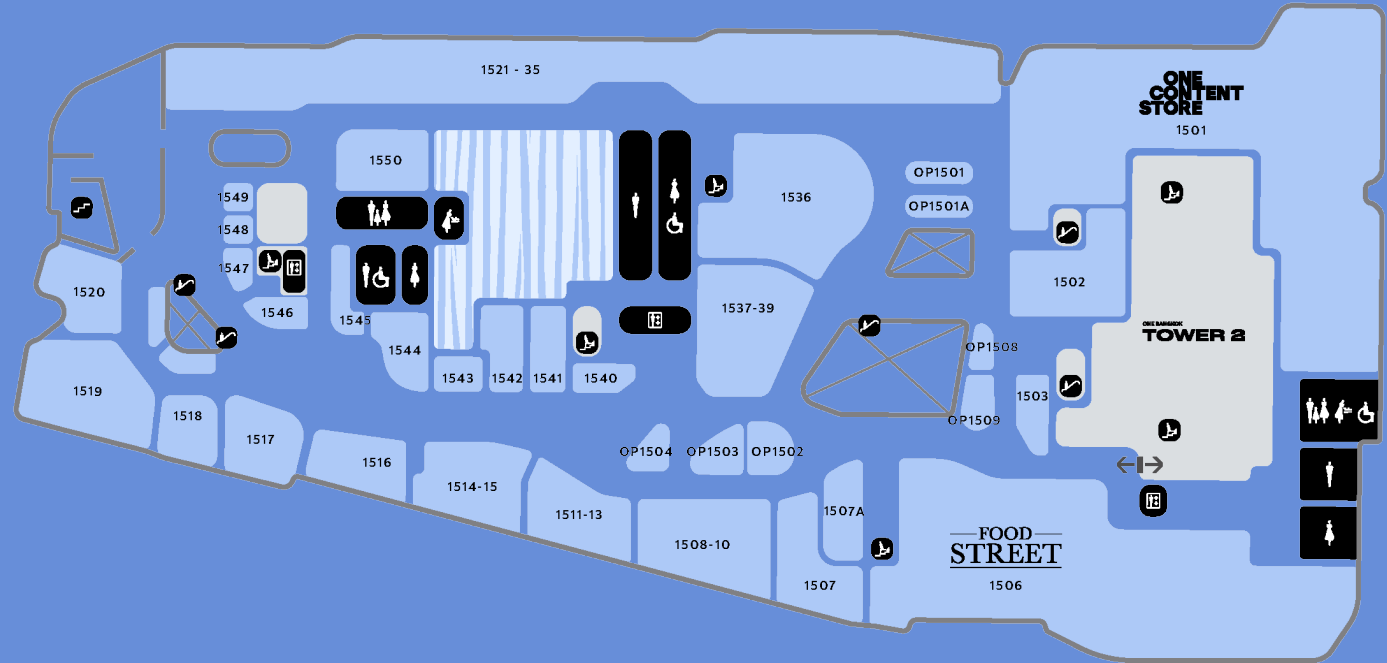 1521 - 35
ONE
CONTENT
STORE
1501
1550
1549
1548
1547
1546
1545
1544
1543
1542
1541
1540
1536
1537-39
OP1501
OP1501A
1502
ONE BANGKOK
TOWER 2
1520
1519
1518
1517
1516
1514-15
1511-13
1508-10
OP1504
OP1503
OP1502
OP1508
OP1509
1503
1507A
1507
FOOD
STREET
1506